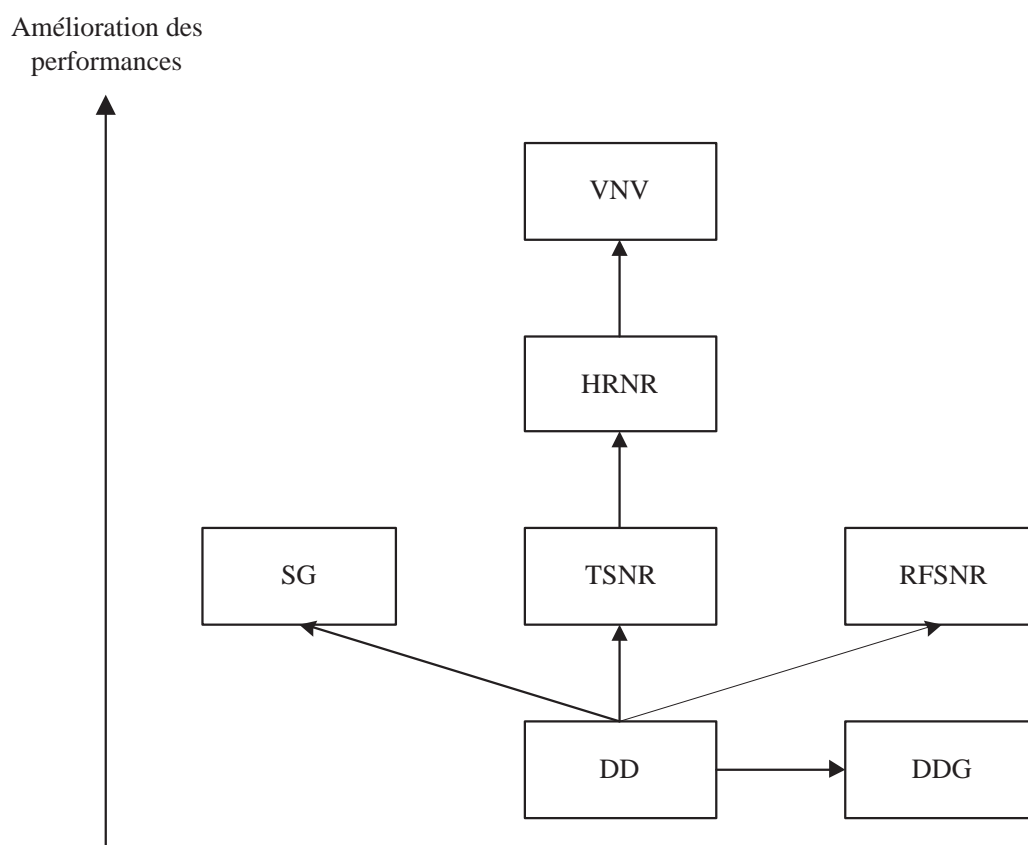 Amélioration des
performances
VNV
HRNR
SG
TSNR
RFSNR
DD
DDG